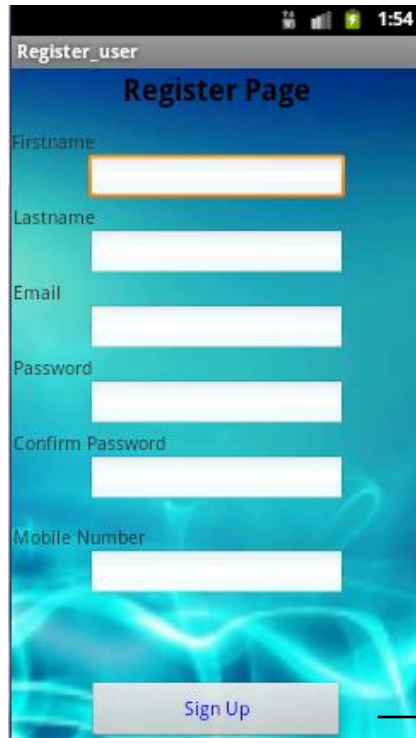 1:54
Register_user
Register Page
Firstname
Lastname
Email
Password
Confirm Password
Mobile Number
Sign Up